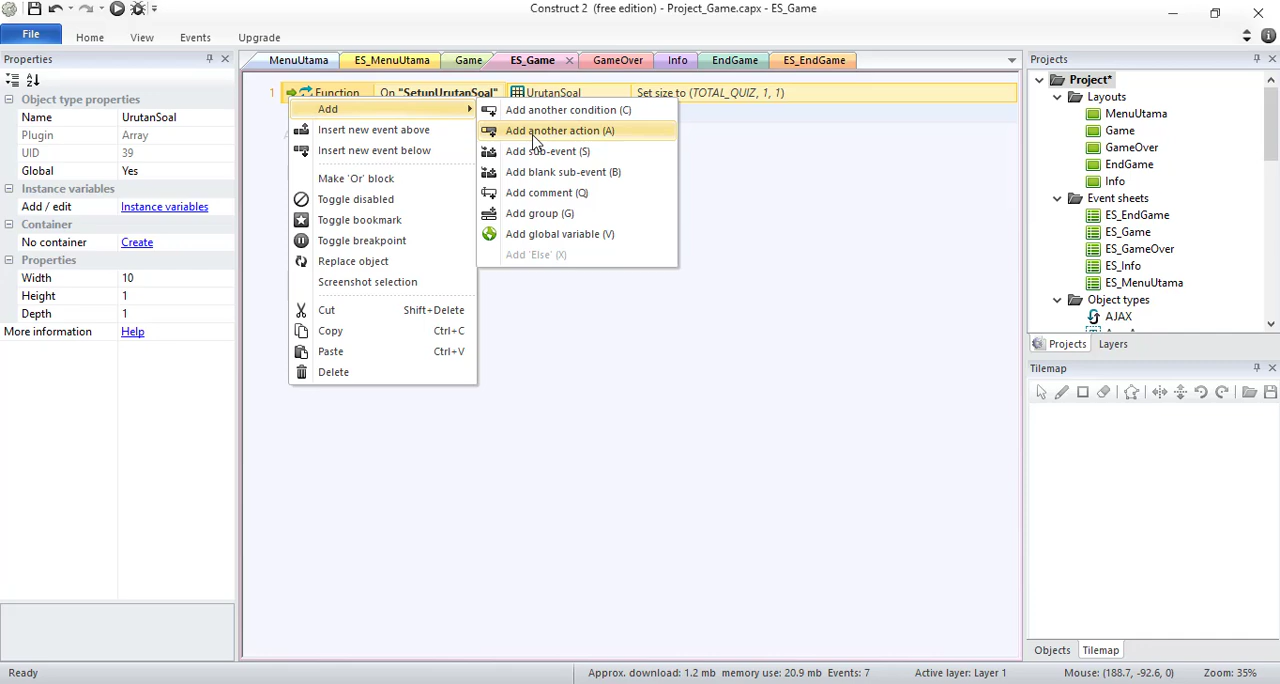 Construct 2 (free edition) - Project_Game.capx - ES_Game
File
Home
View
Events
Upgrade
Properties
Object type properties
Name UrutanSoal
Plugin Array
UID 39
Global Yes
Instance variables
Add / edit Instance variables
Container
No container Create
Properties
Width 10
Height 1
Depth 1
More information Help
MenuUtama
ES_MenuUtama
Game
ES_Game
GameOver
Info
EndGame
ES_EndGame
1 Function On "SetupUrutanSoal" UrutanSoal Set size to (TOTAL_QUIZ, 1, 1)
Add
Insert new event above
Insert new event below
Make 'Or' block
Toggle disabled
Toggle bookmark
Toggle breakpoint
Replace object
Screenshot selection
Cut Shift+Delete
Copy Ctrl+C
Paste Ctrl+V
Delete
Add another condition (C)
Add another action (A)
Add sub-event (S)
Add blank sub-event (B)
Add comment (Q)
Add group (G)
Add global variable (V)
Add 'Else' (X)
Projects
Project*
Layouts
MenuUtama
Game
GameOver
EndGame
Info
Event sheets
ES_EndGame
ES_Game
ES_GameOver
ES_Info
ES_MenuUtama
Object types
AJAX
Projects
Layers
Tilemap
Objects
Tilemap
Ready
Approx. download: 1.2 mb memory use: 20.9 mb Events: 7
Active layer: Layer 1
Mouse: (188.7, -92.6, 0)
Zoom: 35%